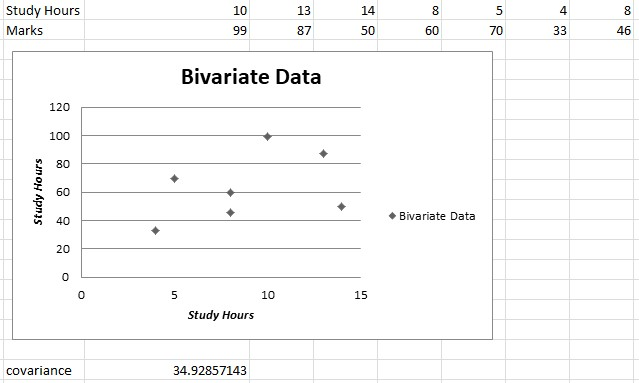 Study Hours 10 13 14 8 5 4 8
Marks 99 87 50 60 70 33 46
Bivariate Data
120
100
80
60
40
20
0
Study Hours
0 5 10 15
Study Hours
Bivariate Data
covariance 34.92857143